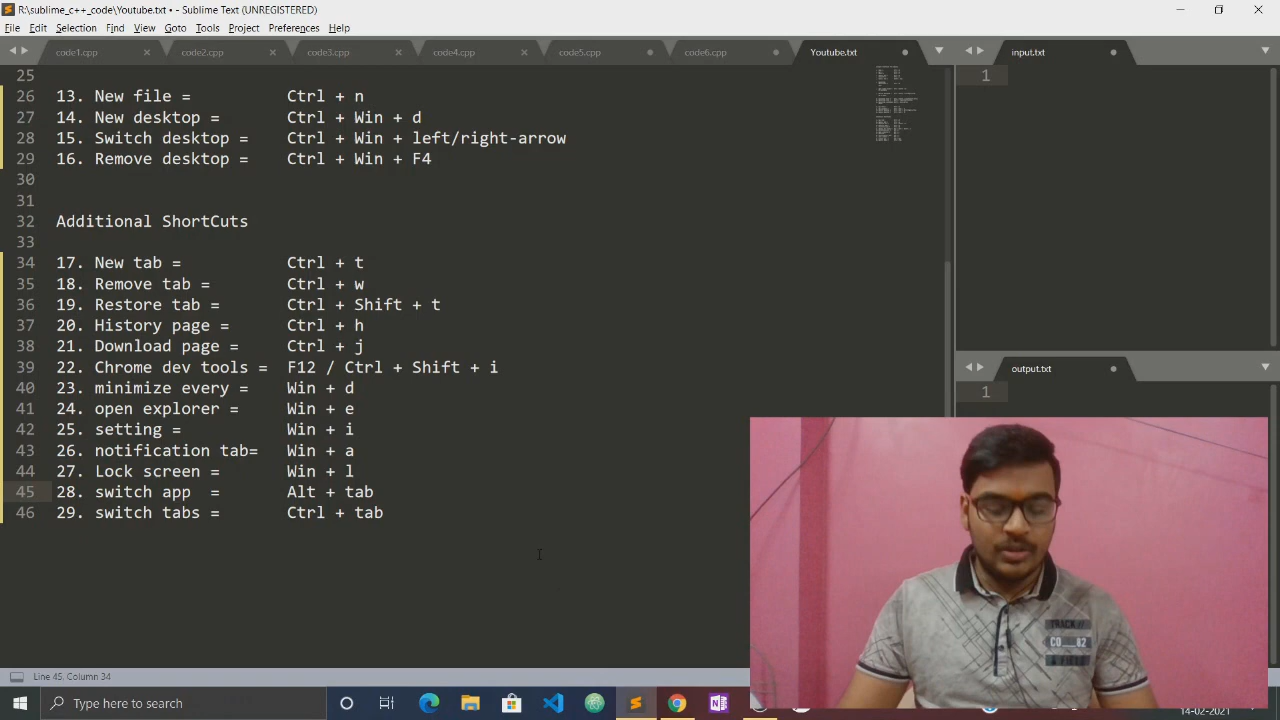 R:\sublime_c++_code\Youtube.txt • - Sublime Text (UNREGISTERED)
File Edit Selection Find View Goto Tools Project Preferences Help
code1.cpp code2.cpp code3.cpp code4.cpp code5.cpp code6.cpp Youtube.txt input.txt
25
26 13. New file = Ctrl + n
27 14. New desktop = Ctrl + Win + d
28 15. Switch dectop = Ctrl + Win + left/right-arrow
29 16. Remove desktop = Ctrl + Win + F4
30
31
32 Additional ShortCuts
33
34 17. New tab = Ctrl + t
35 18. Remove tab = Ctrl + w
36 19. Restore tab = Ctrl + Shift + t
37 20. History page = Ctrl + h
38 21. Download page = Ctrl + j
39 22. Chrome dev tools = F12 / Ctrl + Shift + i
40 23. minimize every = Win + d
41 24. open explorer = Win + e
42 25. setting = Win + i
43 26. notification tab= Win + a
44 27. Lock screen = Win + l
45 28. switch app = Alt + tab
46 29. switch tabs = Ctrl + tab
1
output.txt
1
TRACK
CO___02
Line 45, Column 34
Type here to search
14-02-2021